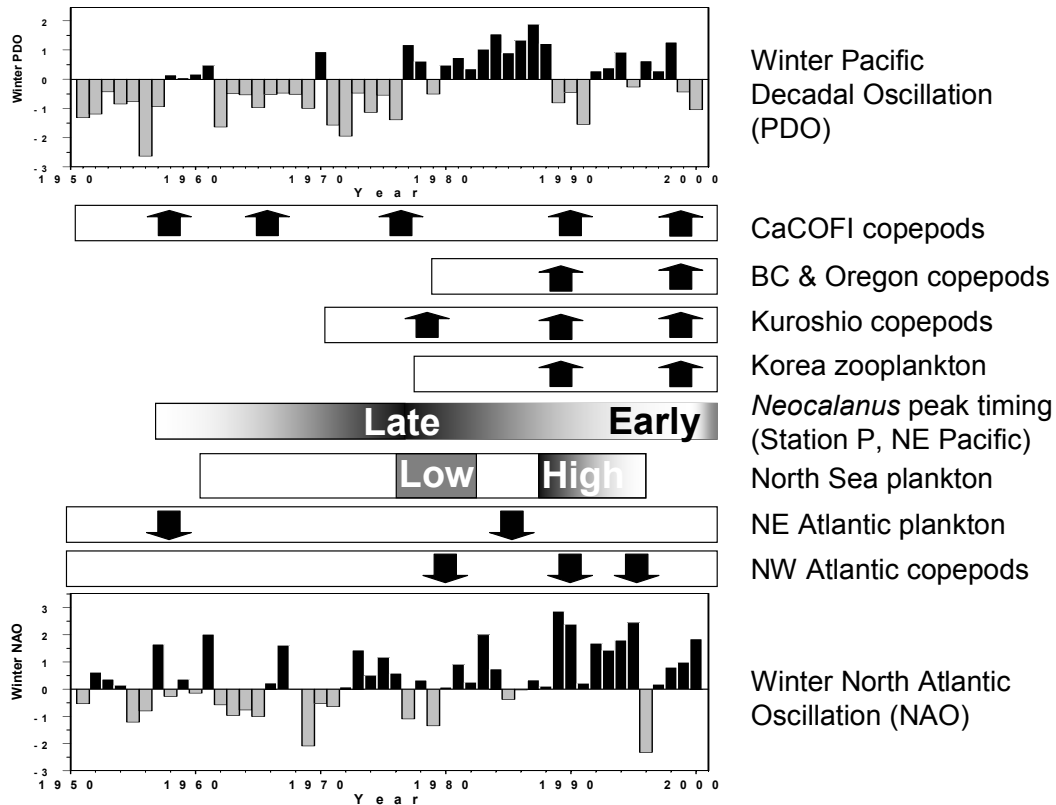 Winter PDO
2
1
0
- 1
- 2
- 3
1950 1960 1970 1980 1990 2000
Year
Winter Pacific
Decadal Oscillation
(PDO)
CaCOFI copepods
BC & Oregon copepods
Kuroshio copepods
Korea zooplankton
Late Early
Neocalanus peak timing
(Station P, NE Pacific)
Low High
North Sea plankton
NE Atlantic plankton
NW Atlantic copepods
Winter NAO
3
2
1
0
- 1
- 2
- 3
1950 1960 1970 1980 1990 2000
Year
Winter North Atlantic
Oscillation (NAO)